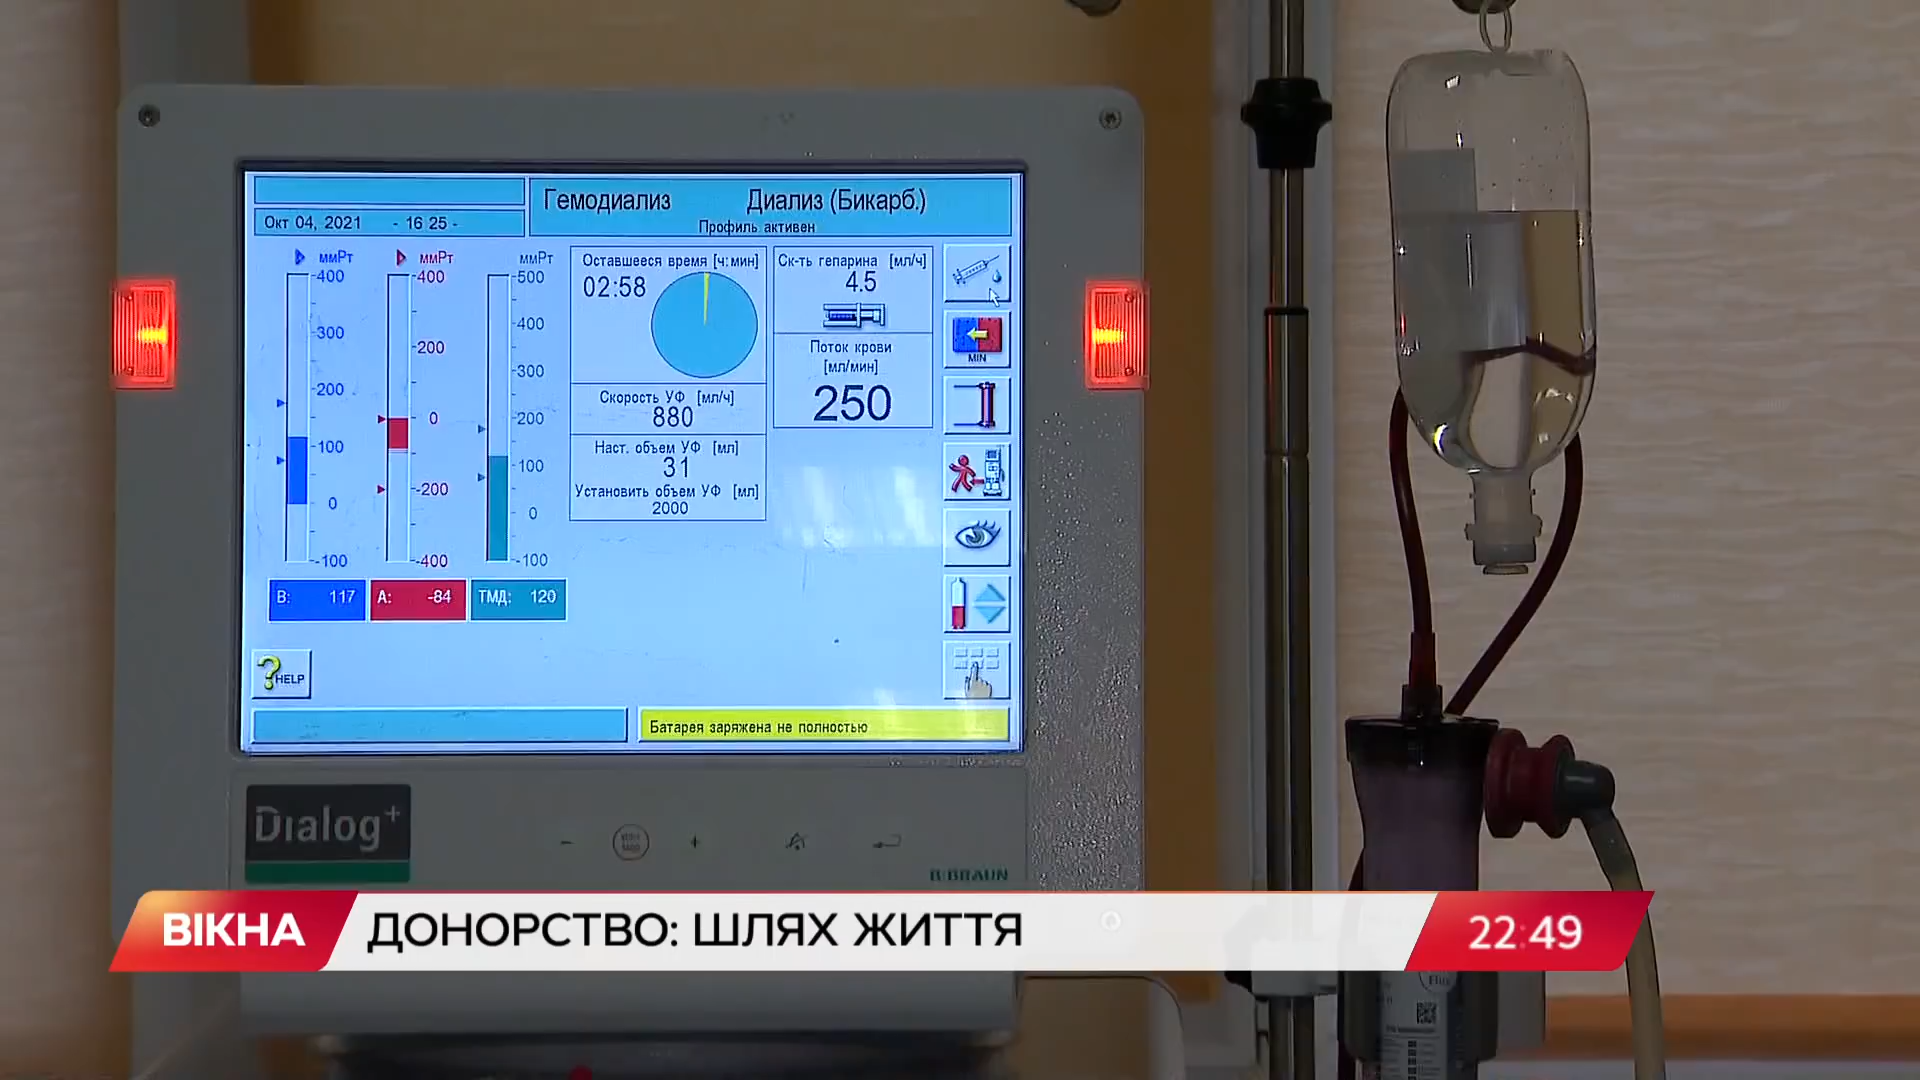 Гемодиализ Диализ (Бикарб.)
Окт 04, 2021 - 16 25 -
Профиль активен
ммРт ммРт ммРт
400 400 500
300 200 400
200 0 300
100 -200 200
0 -400 100
-100 0
-100
Оставшееся время [ч:мин]
02:58
Скорость УФ [мл/ч]
880
Наст. объем УФ [мл]
31
Установить объем УФ [мл]
2000
Ск-ть гепарина [мл/ч]
4.5
Поток крови
[мл/мин]
250
MIN
В: 117 А: -84 ТМД: 120
? HELP
Батарея заряжена не полностью
Dialog+
- +
B BRAUN
ВІКНА ДОНОРСТВО: ШЛЯХ ЖИТТЯ 22:49